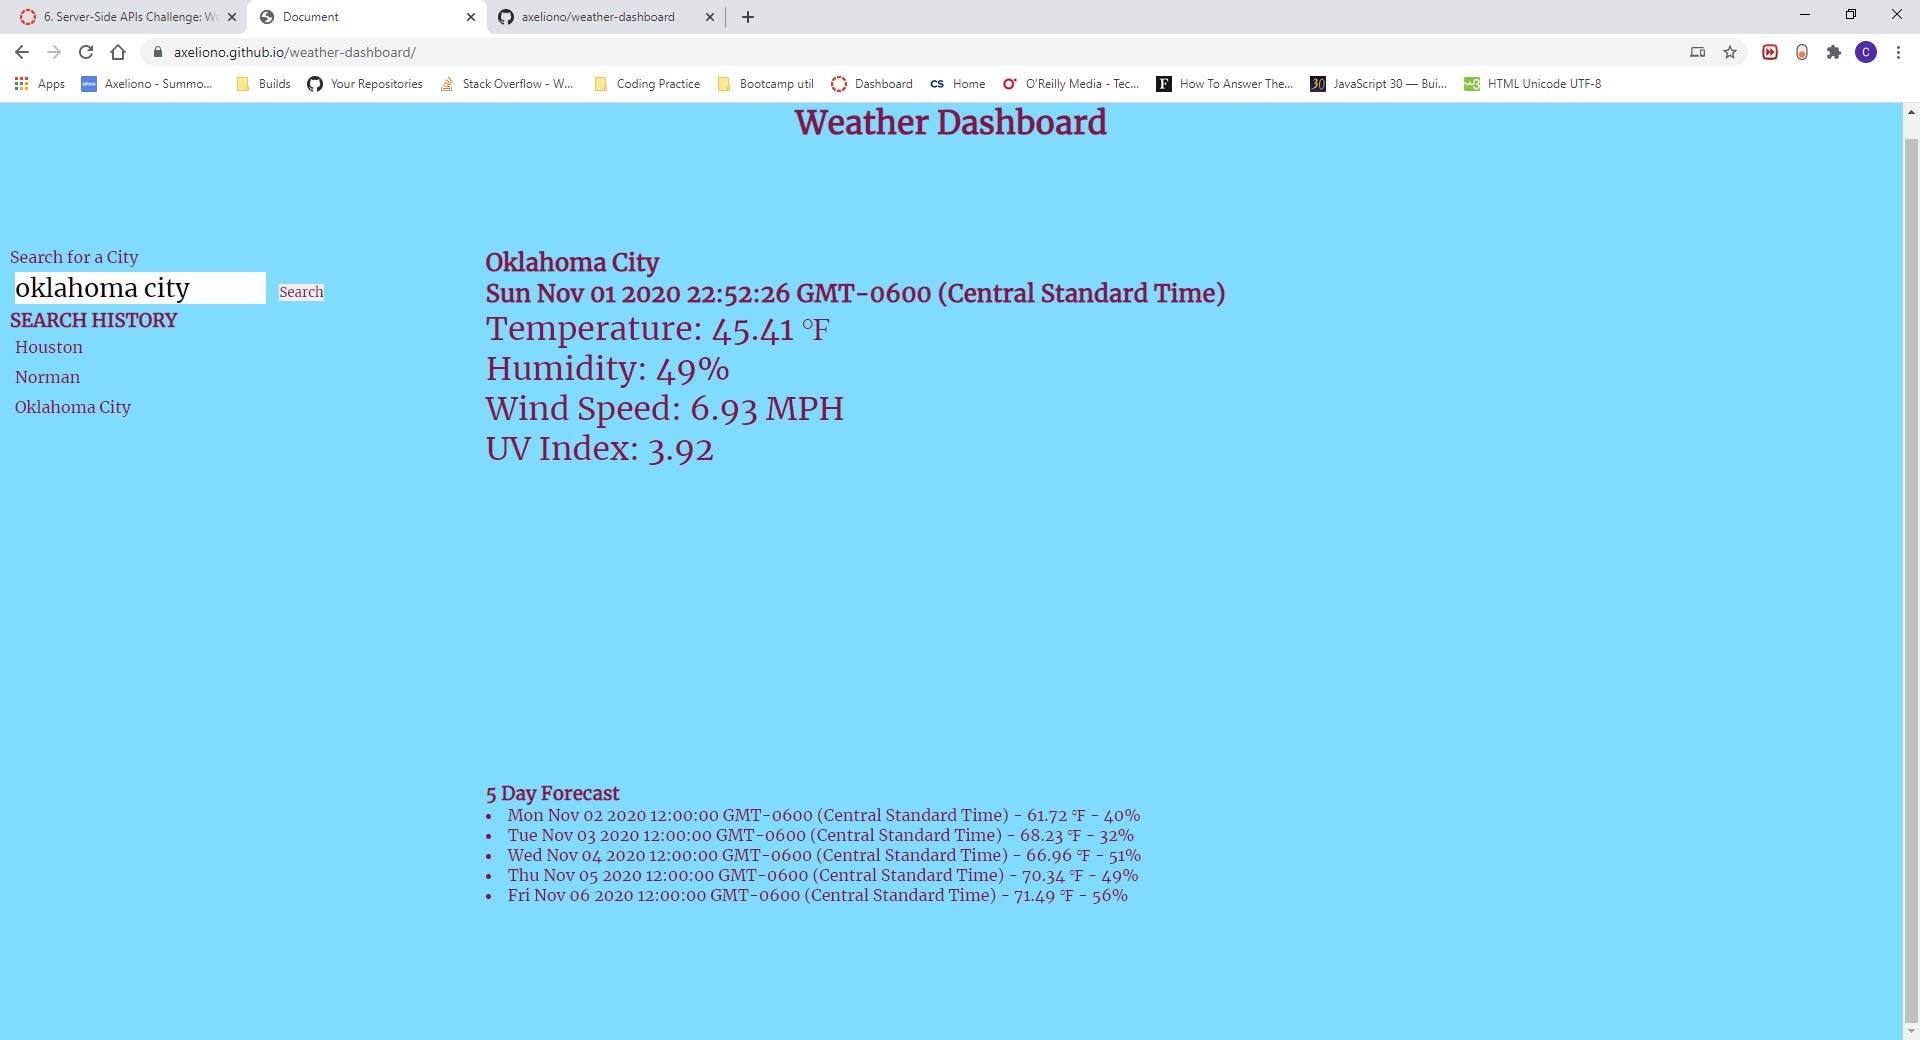 6. Server-Side APIs Challenge: We
Document
axeliono/weather-dashboard
axeliono.github.io/weather-dashboard/
C
Apps
Axeliono - Summo...
Builds
Your Repositories
Stack Overflow - W...
Coding Practice
Bootcamp util
Dashboard
CS Home
O'Reilly Media - Tec...
F How To Answer The...
30 JavaScript 30 — Bui...
w3 HTML Unicode UTF-8
Weather Dashboard
Search for a City
oklahoma city
Search
SEARCH HISTORY
Houston
Norman
Oklahoma City
Oklahoma City
Sun Nov 01 2020 22:52:26 GMT-0600 (Central Standard Time)
Temperature: 45.41 °F
Humidity: 49%
Wind Speed: 6.93 MPH
UV Index: 3.92
5 Day Forecast
• Mon Nov 02 2020 12:00:00 GMT-0600 (Central Standard Time) - 61.72 °F - 40%
• Tue Nov 03 2020 12:00:00 GMT-0600 (Central Standard Time) - 68.23 °F - 32%
• Wed Nov 04 2020 12:00:00 GMT-0600 (Central Standard Time) - 66.96 °F - 51%
• Thu Nov 05 2020 12:00:00 GMT-0600 (Central Standard Time) - 70.34 °F - 49%
• Fri Nov 06 2020 12:00:00 GMT-0600 (Central Standard Time) - 71.49 °F - 56%